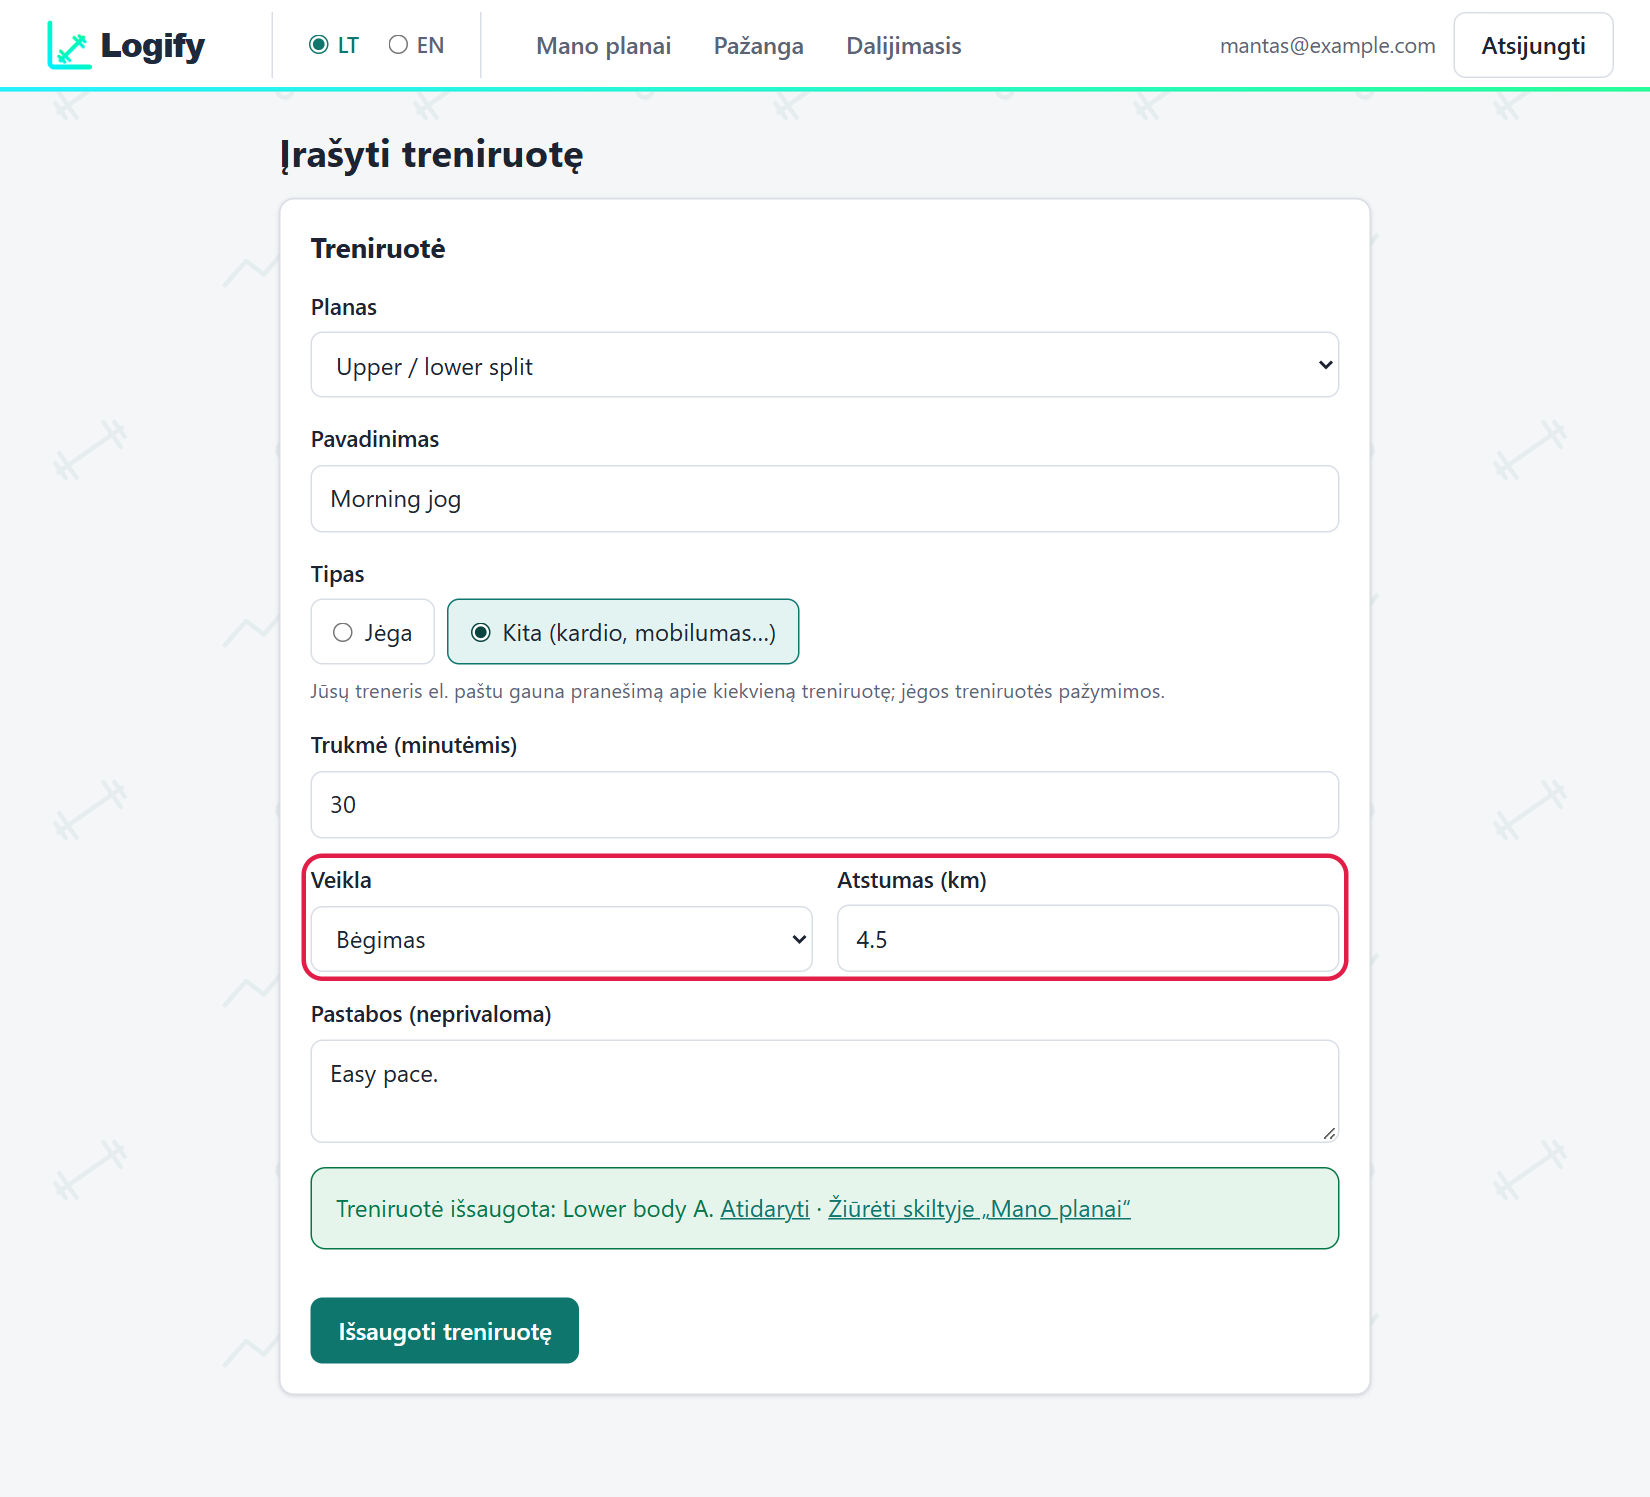 Logify
LT
EN
Mano planai
Pažanga
Dalijimasis
mantas@example.com
Atsijungti
Įrašyti treniruotę
Treniruotė
Planas
Upper / lower split
Pavadinimas
Morning jog
Tipas
Jėga
Kita (kardio, mobilumas...)
Jūsų treneris el. paštu gauna pranešimą apie kiekvieną treniruotę; jėgos treniruotės pažymimos.
Trukmė (minutėmis)
30
Veikla
Atstumas (km)
Bėgimas
4.5
Pastabos (neprivaloma)
Easy pace.
Treniruotė išsaugota: Lower body A. Atidaryti · Žiūrėti skiltyje „Mano planai“
Išsaugoti treniruotę